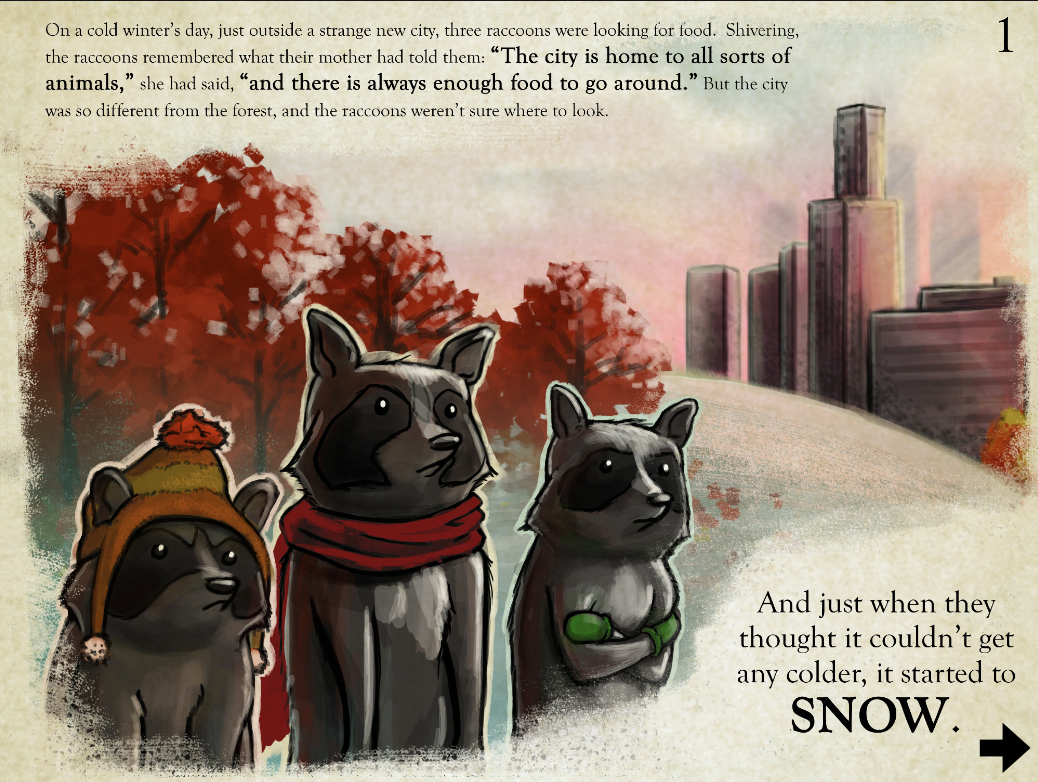 On a cold winter's day, just outside a strange new city, three raccoons were looking for food.  Shivering,
the raccoons remembered what their mother had told them: “The city is home to all sorts of
animals,” she had said, “and there is always enough food to go around.” But the city
was so different from the forest, and the raccoons weren't sure where to look.
1
And just when they
thought it couldn't get
any colder, it started to
SNOW.